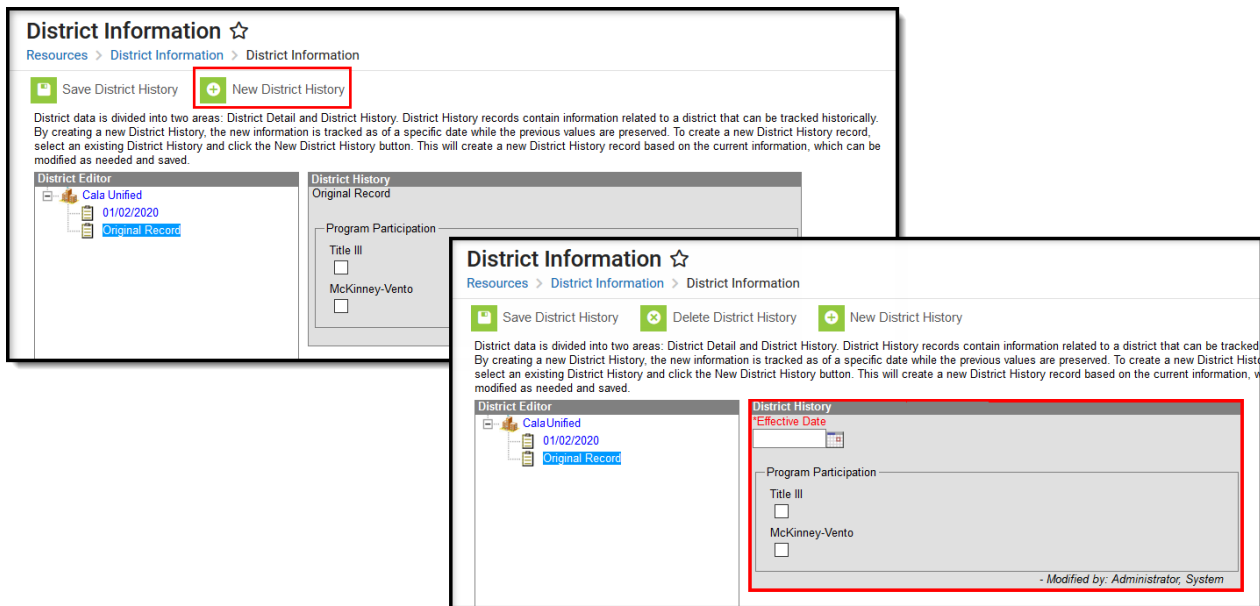 District Information
Resources > District Information > District Information
Save District History New District History
District data is divided into two areas: District Detail and District History. District History records contain information related to a district that can be tracked historically.
By creating a new District History, the new information is tracked as of a specific date while the previous values are preserved. To create a new District History record,
select an existing District History and click the New District History button. This will create a new District History record based on the current information, which can be
modified as needed and saved.
District Editor
Cala Unified
01/02/2020
Original Record
District History
Original Record
Program Participation
Title III
McKinney-Vento
District Information
Resources > District Information > District Information
Save District History Delete District History New District History
District data is divided into two areas: District Detail and District History. District History records contain information related to a district that can be tracked
By creating a new District History, the new information is tracked as of a specific date while the previous values are preserved. To create a new District
select an existing District History and click the New District History button. This will create a new District History record based on the current information,
modified as needed and saved.
District Editor
Cala Unified
01/02/2020
Original Record
District History
*Effective Date
Program Participation
Title III
McKinney-Vento
- Modified by: Administrator, System